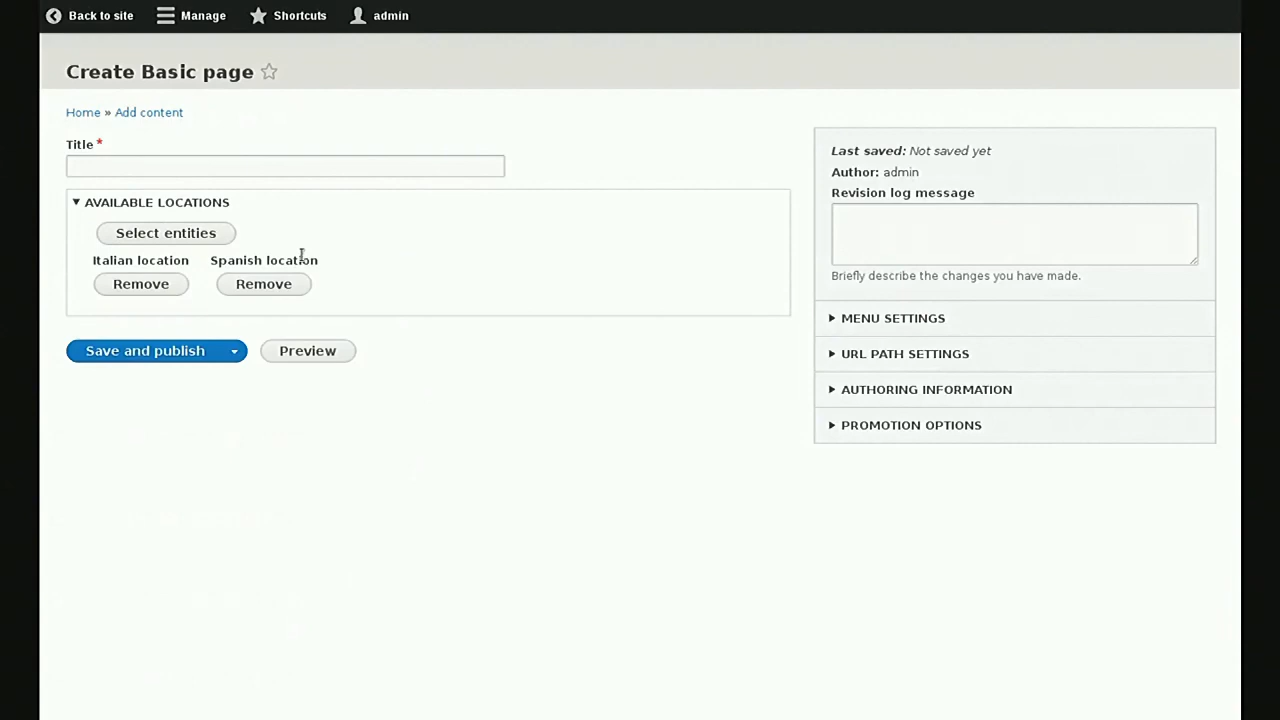 Back to site Manage Shortcuts admin
Create Basic page
Home » Add content
Title *
AVAILABLE LOCATIONS
Select entities
Italian location Spanish location
Remove Remove
Save and publish Preview
Last saved: Not saved yet
Author: admin
Revision log message
Briefly describe the changes you have made.
MENU SETTINGS
URL PATH SETTINGS
AUTHORING INFORMATION
PROMOTION OPTIONS